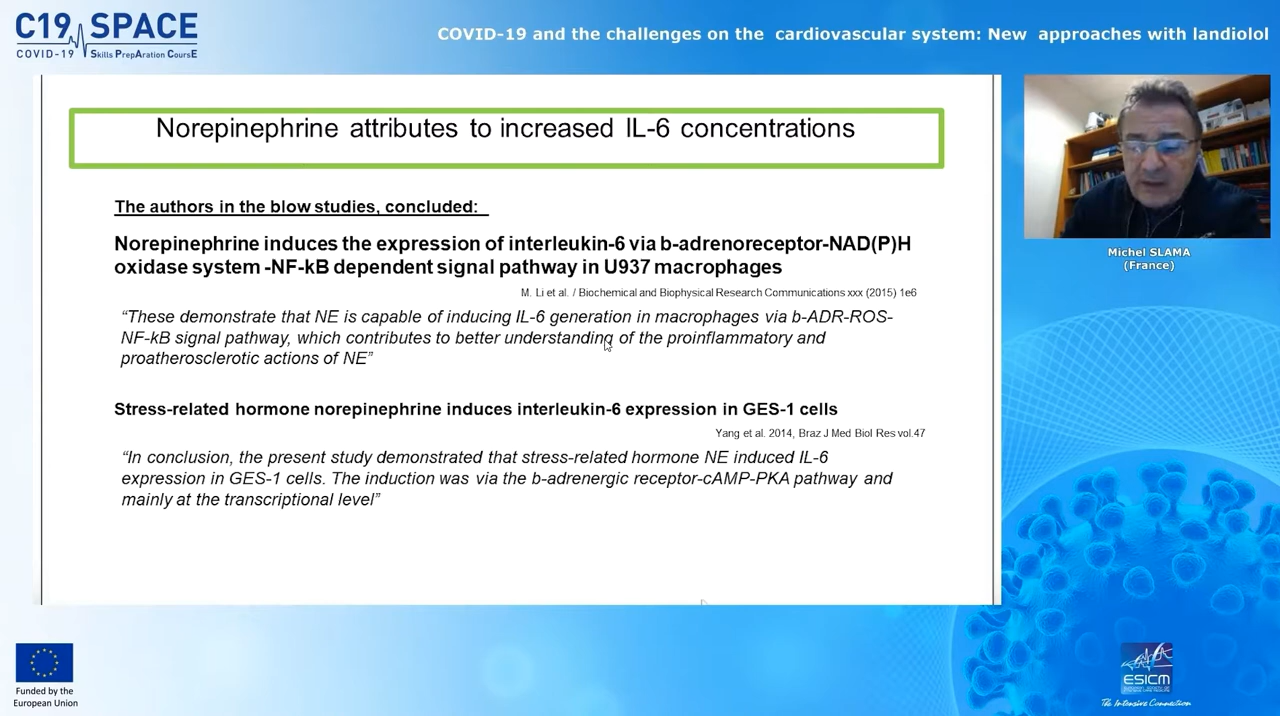 C19 SPACE
COVID-19 Skills PrepAration CoursE
COVID-19 and the challenges on the cardiovascular system: New approaches with landiolol
Norepinephrine attributes to increased IL-6 concentrations
The authors in the blow studies, concluded:
Norepinephrine induces the expression of interleukin-6 via b-adrenoreceptor-NAD(P)H
oxidase system -NF-kB dependent signal pathway in U937 macrophages
M. Li et al. / Biochemical and Biophysical Research Communications xxx (2015) 1e6
“These demonstrate that NE is capable of inducing IL-6 generation in macrophages via b-ADR-ROS-
NF-kB signal pathway, which contributes to better understanding of the proinflammatory and
proatherosclerotic actions of NE”
Stress-related hormone norepinephrine induces interleukin-6 expression in GES-1 cells
Yang et al. 2014, Braz J Med Biol Res vol.47
“In conclusion, the present study demonstrated that stress-related hormone NE induced IL-6
expression in GES-1 cells. The induction was via the b-adrenergic receptor-cAMP-PKA pathway and
mainly at the transcriptional level”
Michel SLAMA
(France)
Funded by the
European Union
ESICM
The Intensive Connection